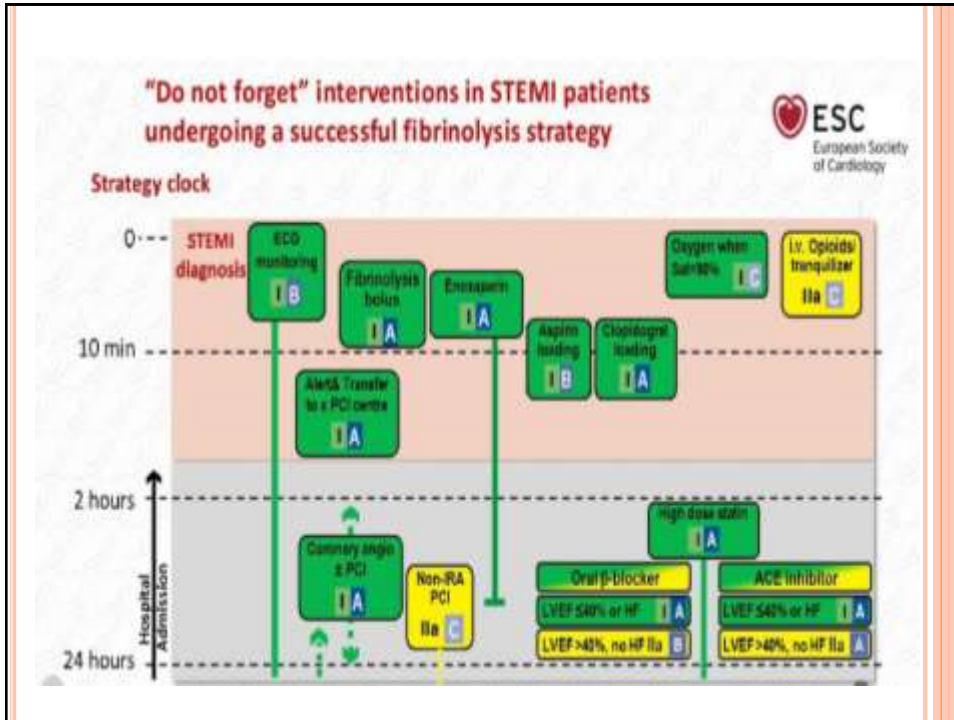 "Do not forget" interventions in STEMI patients
undergoing a successful fibrinolysis strategy
ESC
European Society
of Cardiology
Strategy clock
0
STEMI
diagnosis
ECG
monitoring
I B
Fibrinolysis
bolus
I A
Enoxaparin
I A
Oxygen when
I C
i.v. Opioids/
tranquilizer
IIa C
10 min
Aspirin
loading
I B
Clopidogrel
loading
I A
Alert& Transfer
to a PCI centre
I A
2 hours
Hospital
Admission
High dose statin
I A
Coronary angio
± PCI
I A
Non-IRA
PCI
IIa C
Oral β-blocker
LVEF ≤40% or HF I A
LVEF >40%, no HF IIa B
ACE inhibitor
LVEF ≤40% or HF I A
LVEF >40%, no HF IIa A
24 hours